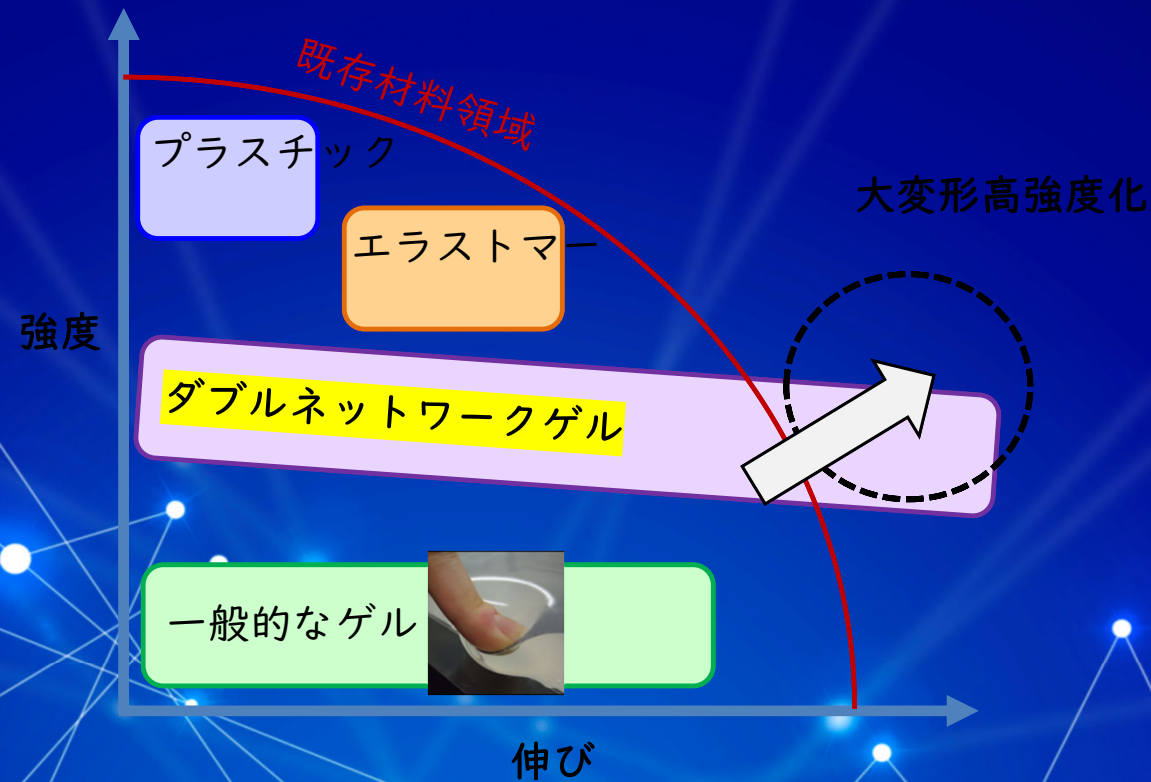 既存材料領域
プラスチック
大変形高強度化
エラストマー
強度
ダブルネットワークゲル
一般的なゲル
伸び